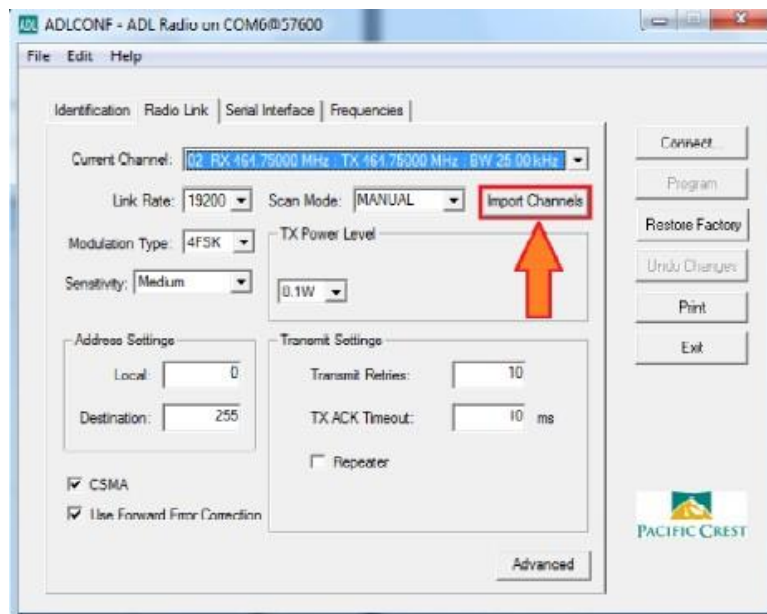 ADL ADLCONF - ADL Radio on COM6@57600
File Edit Help
Identification Radio Link Serial Interface Frequencies
Current Channel: 02 RX 461.75000 MHz : TX 461.75000 MHz : BW 25.00 kHz
Link Rate: 19200 Scan Mode: MANUAL Import Channels
Modulation Type: 4FSK
Sensitivity: Medium
TX Power Level
0.1W
Address Settings
Local: 0
Destination: 255
Transmit Settings
Transmit Retries: 10
TX ACK Timeout: 10 ms
Repeater
CSMA
Use Forward Error Correction
Advanced
Connect...
Program
Restore Factory
Undo Changes
Print
Exit
PACIFIC CREST